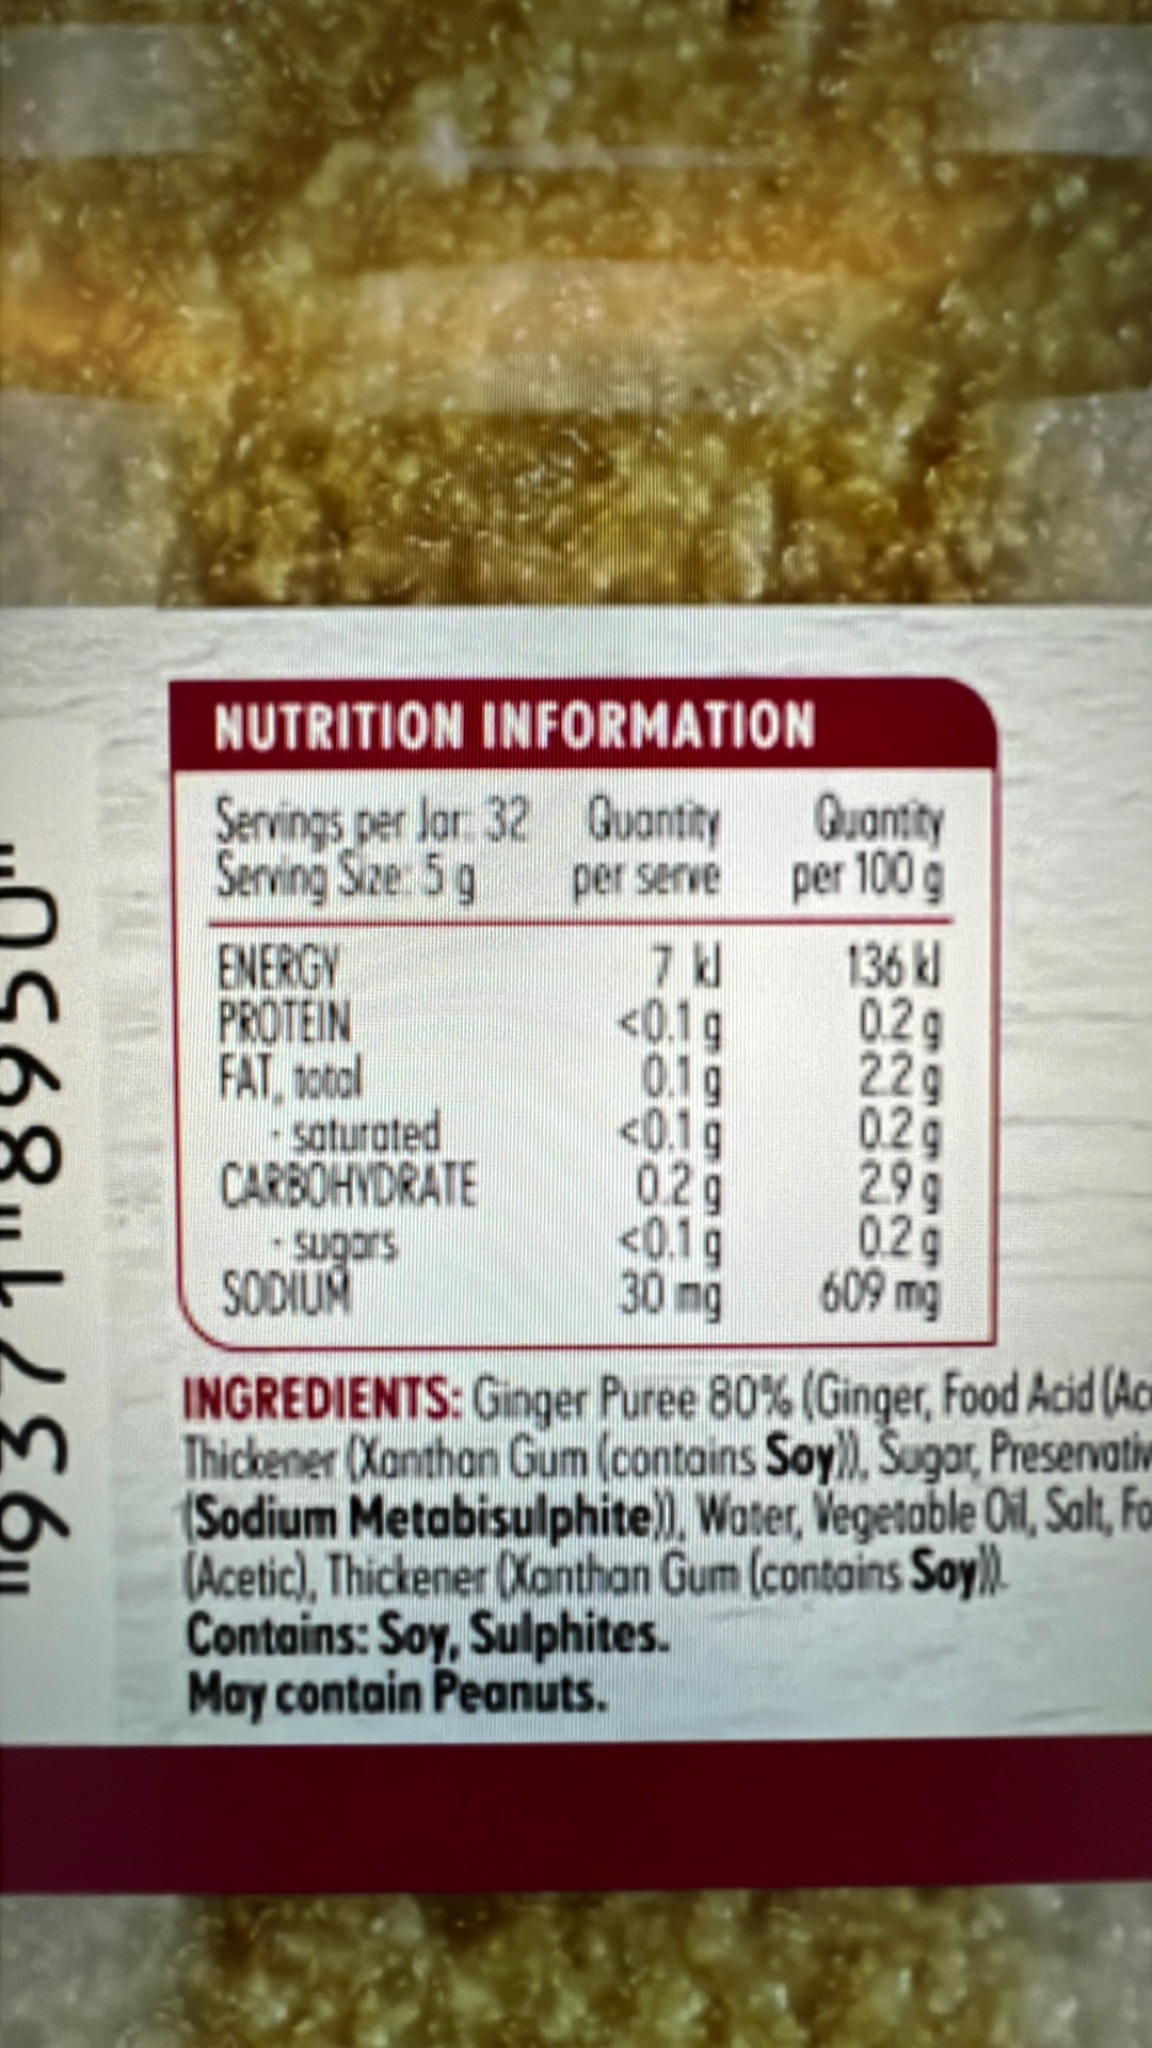 NUTRITION INFORMATION
Servings per Jar: 32 Quantity Quantity
Serving Size: 5 g per serve per 100 g
ENERGY 7 kJ 136 kJ
PROTEIN <0.1 g 0.2 g
FAT, total 0.1 g 2.2 g
- saturated <0.1 g 0.2 g
CARBOHYDRATE 0.2 g 2.9 g
- sugars <0.1 g 0.2 g
SODIUM 30 mg 609 mg
INGREDIENTS: Ginger Puree 80% (Ginger, Food Acid
Thickener (Xanthan Gum (contains Soy)), Sugar,
(Sodium Metabisulphite)), Water, Vegetable Oil, Salt,
(Acetic), Thickener (Xanthan Gum (contains Soy)).
Contains: Soy, Sulphites.
May contain Peanuts.